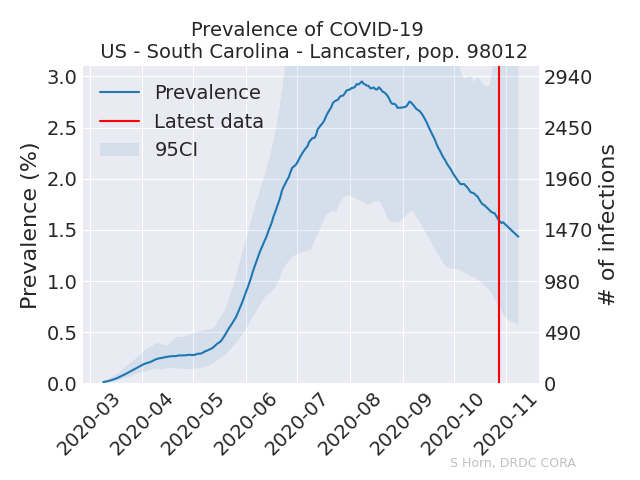 Prevalence of COVID-19
US - South Carolina - Lancaster, pop. 98012
Prevalence
Latest data
95CI
Prevalence (%)
3.0
2.5
2.0
1.5
1.0
0.5
0.0
2940
2450
1960
1470
980
490
0
# of infections
2020-03
2020-04
2020-05
2020-06
2020-07
2020-08
2020-09
2020-10
2020-11
S Horn, DRDC CORA